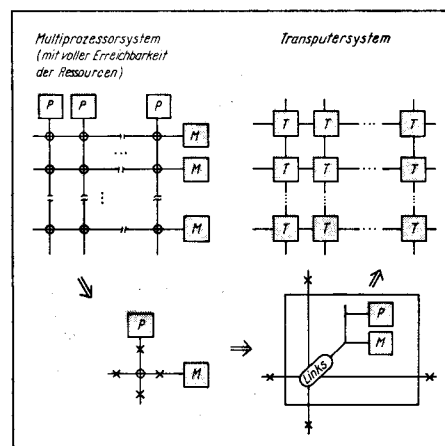 Multiprozessorsystem
(mit voller Erreichbarkeit
der Ressourcen)
Transputersystem
P P P
M
M
M
T T T
T T T
T T T
P
M
P
M
Links